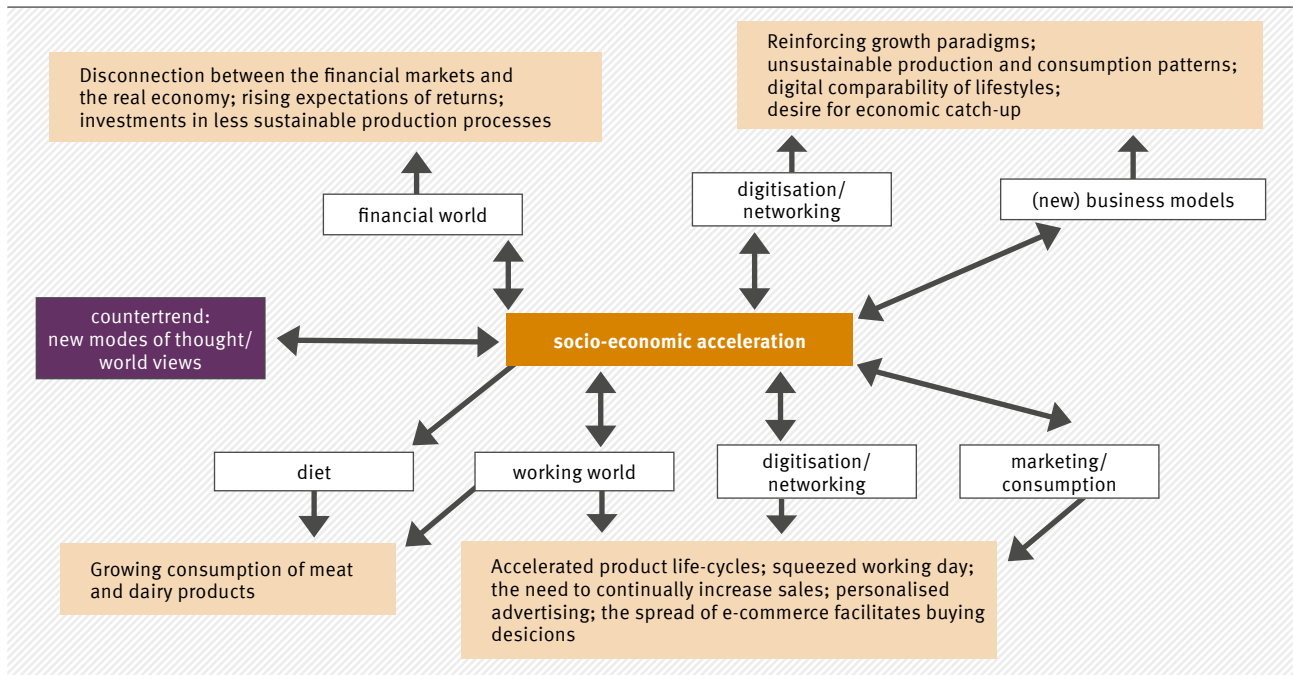 Disconnection between the financial markets and
the real economy; rising expectations of returns;
investments in less sustainable production processes
Reinforcing growth paradigms;
unsustainable production and consumption patterns;
digital comparability of lifestyles;
desire for economic catch-up
financial world
digitisation/
networking
(new) business models
countertrend:
new modes of thought/
world views
socio-economic acceleration
diet
working world
digitisation/
networking
marketing/
consumption
Growing consumption of meat
and dairy products
Accelerated product life-cycles; squeezed working day;
the need to continually increase sales; personalised
advertising; the spread of e-commerce facilitates buying
desicions